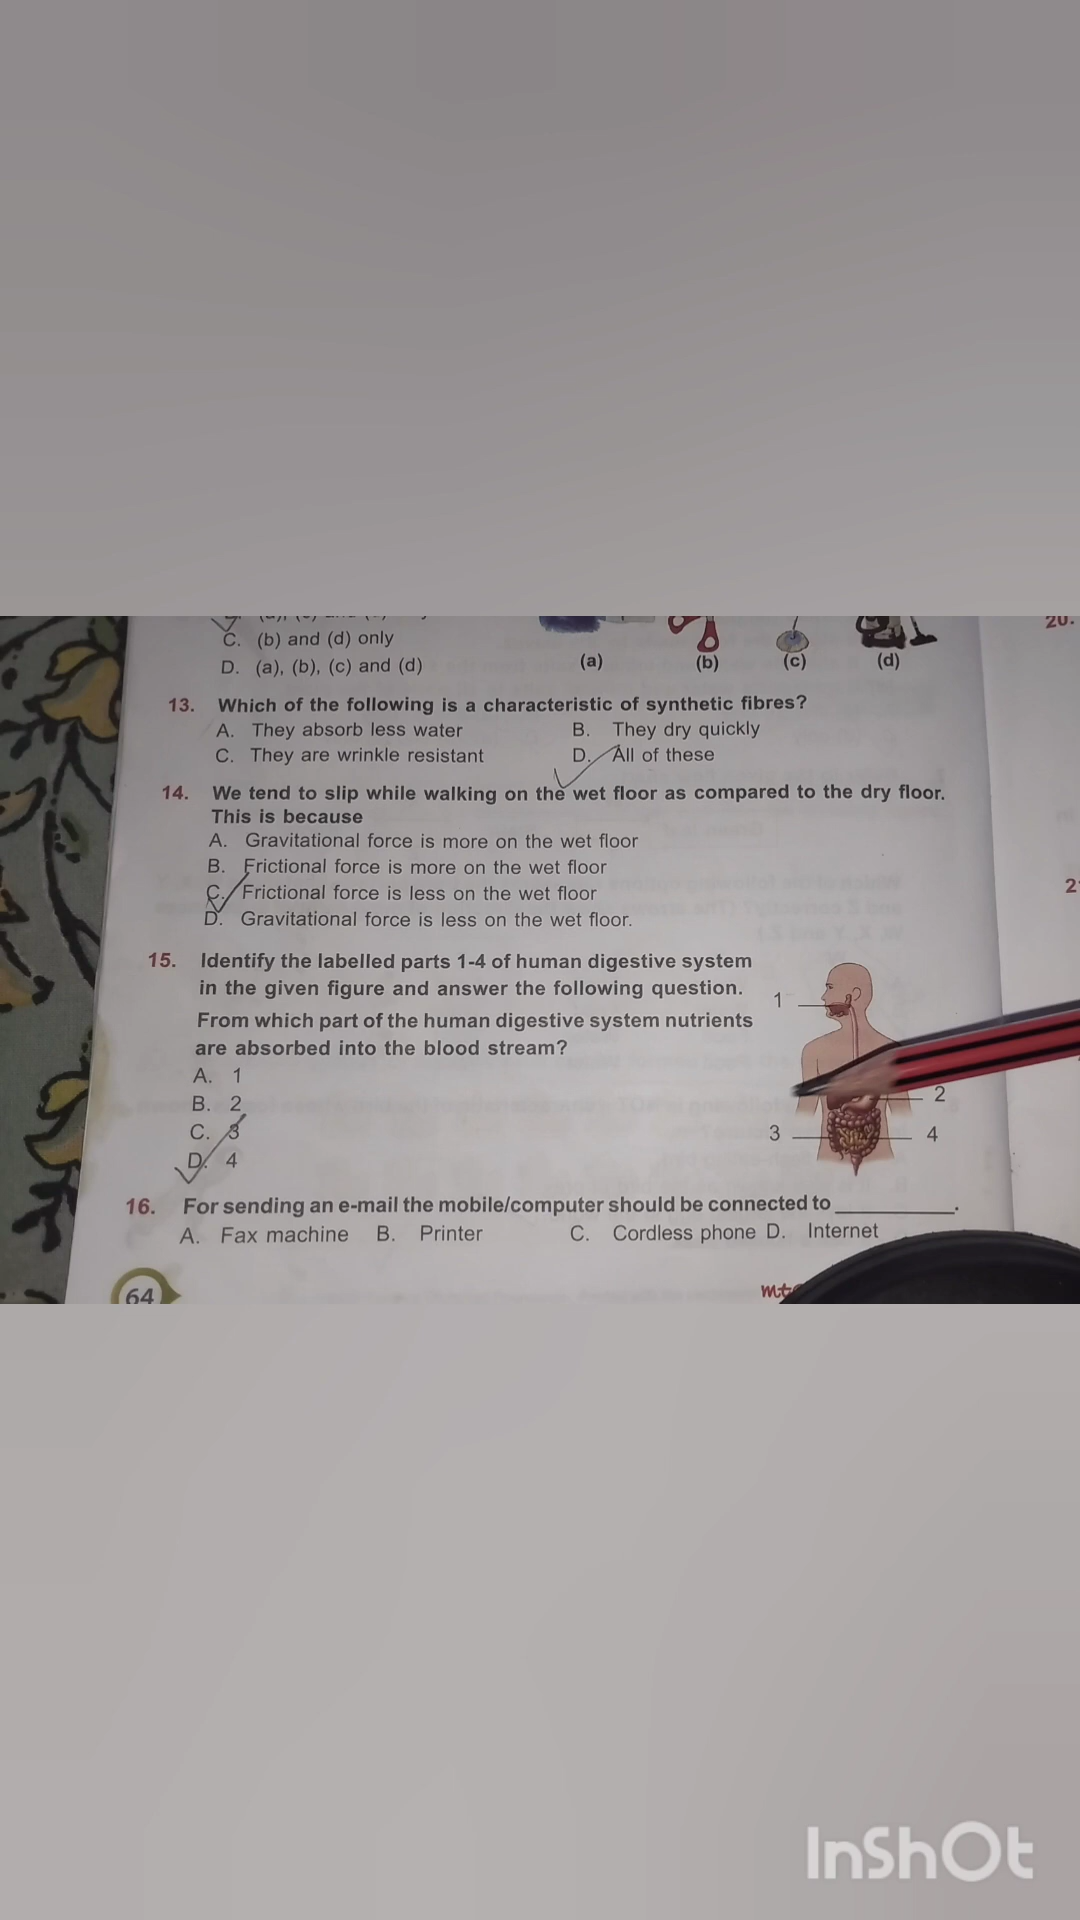 C. (b) and (d) only
D. (a), (b), (c) and (d)
(a) (b) (c) (d)
20.
13. Which of the following is a characteristic of synthetic fibres?
A. They absorb less water B. They dry quickly
C. They are wrinkle resistant D. All of these
14. We tend to slip while walking on the wet floor as compared to the dry floor.
This is because
A. Gravitational force is more on the wet floor
B. Frictional force is more on the wet floor
C. Frictional force is less on the wet floor
D. Gravitational force is less on the wet floor.
15. Identify the labelled parts 1-4 of human digestive system
in the given figure and answer the following question.
From which part of the human digestive system nutrients
are absorbed into the blood stream?
A. 1
B. 2
C. 3
D. 4
1
2
3
4
16. For sending an e-mail the mobile/computer should be connected to ____________.
A. Fax machine B. Printer C. Cordless phone D. Internet
64
InShOt